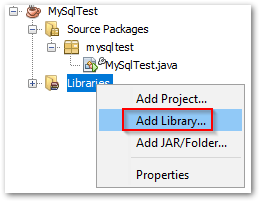 MySqlTest
Source Packages
mysqltest
MySqlTest.java
Libraries
Add Project...
Add Library...
Add JAR/Folder...
Properties